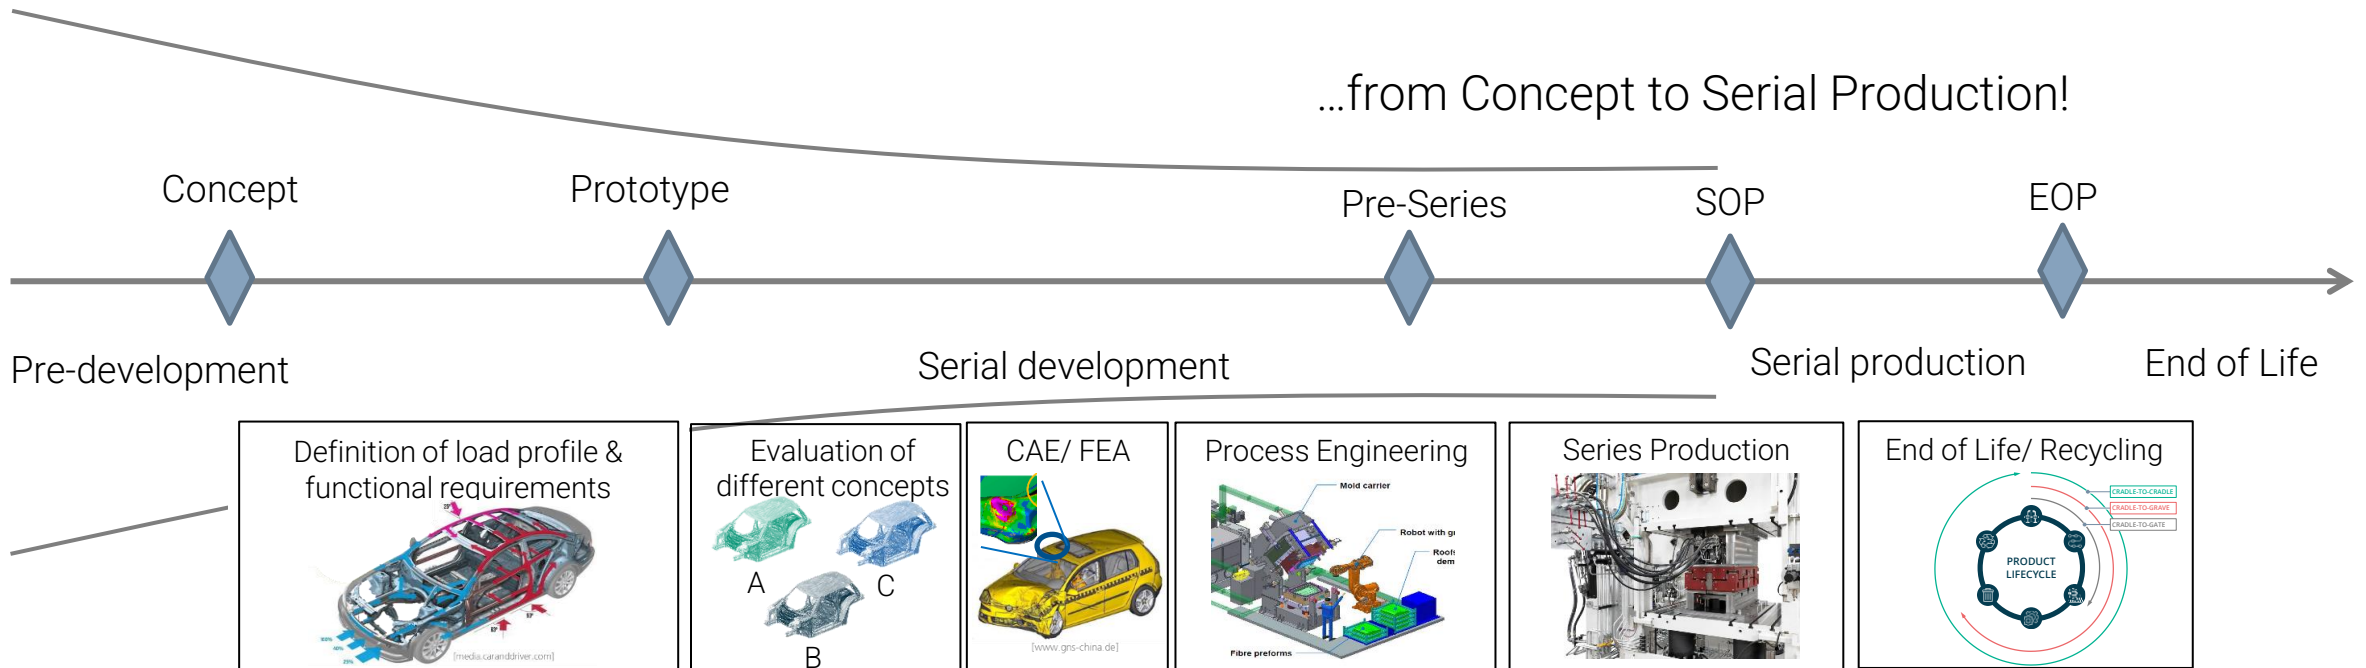 ...from Concept to Serial Production!
Concept
Prototype
Pre-Series
SOP
EOP
Pre-development
Serial development
Serial production
End of Life
Definition of load profile &
functional requirements
[media.caranddriver.com]
Evaluation of
different concepts
A
C
B
CAE/ FEA
[www.gns-china.de]
Process Engineering
Mold carrier
Robot with
Fibre preforms
Series Production
End of Life/ Recycling
CRADLE-TO-CRADLE
CRADLE-TO-GRAVE
CRADLE-TO-GATE
PRODUCT
LIFECYCLE